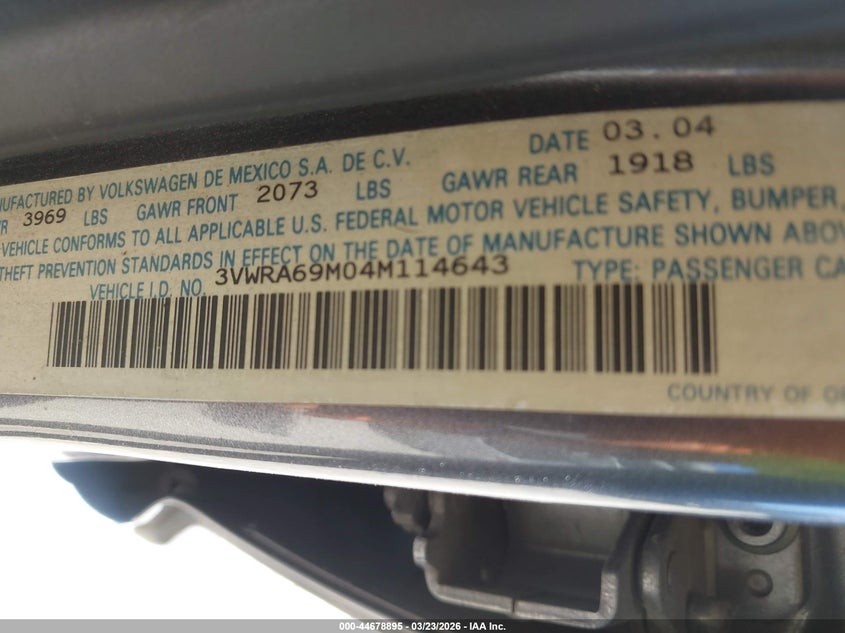 DATE 03.04
MANUFACTURED BY VOLKSWAGEN DE MEXICO S.A. DE C.V.
3969 LBS GAWR FRONT 2073 LBS GAWR REAR 1918 LBS
VEHICLE CONFORMS TO ALL APPLICABLE U.S. FEDERAL MOTOR VEHICLE SAFETY, BUMPER,
THEFT PREVENTION STANDARDS IN EFFECT ON THE DATE OF MANUFACTURE SHOWN ABOVE
VEHICLE I.D. NO. 3VWRA69M04M114643 TYPE: PASSENGER CA
COUNTRY OF
000-44678895 - 03/23/2026 - IAA Inc.